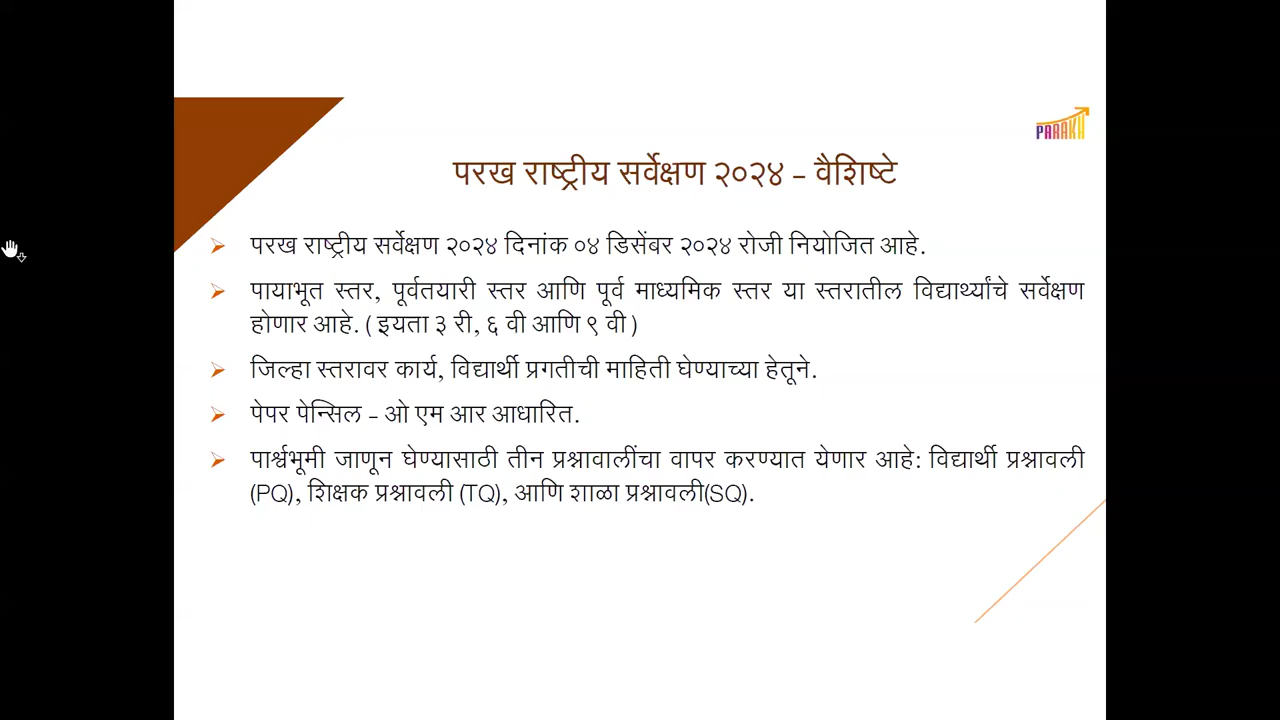 PARAKH
परख राष्ट्रीय सर्वेक्षण २०२४ – वैशिष्टे
➢ परख राष्ट्रीय सर्वेक्षण २०२४ दिनांक ०४ डिसेंबर २०२४ रोजी नियोजित आहे.
➢ पायाभूत स्तर, पूर्वतयारी स्तर आणि पूर्व माध्यमिक स्तर या स्तरातील विद्यार्थ्यांचे सर्वेक्षण
होणार आहे. ( इयता ३ री, ६ वी आणि ९ वी )
➢ जिल्हा स्तरावर कार्य, विद्यार्थी प्रगतीची माहिती घेण्याच्या हेतूने.
➢ पेपर पेन्सिल – ओ एम आर आधारित.
➢ पार्श्वभूमी जाणून घेण्यासाठी तीन प्रश्नावालींचा वापर करण्यात येणार आहे: विद्यार्थी प्रश्नावली
(PQ), शिक्षक प्रश्नावली (TQ), आणि शाळा प्रश्नावली(SQ).